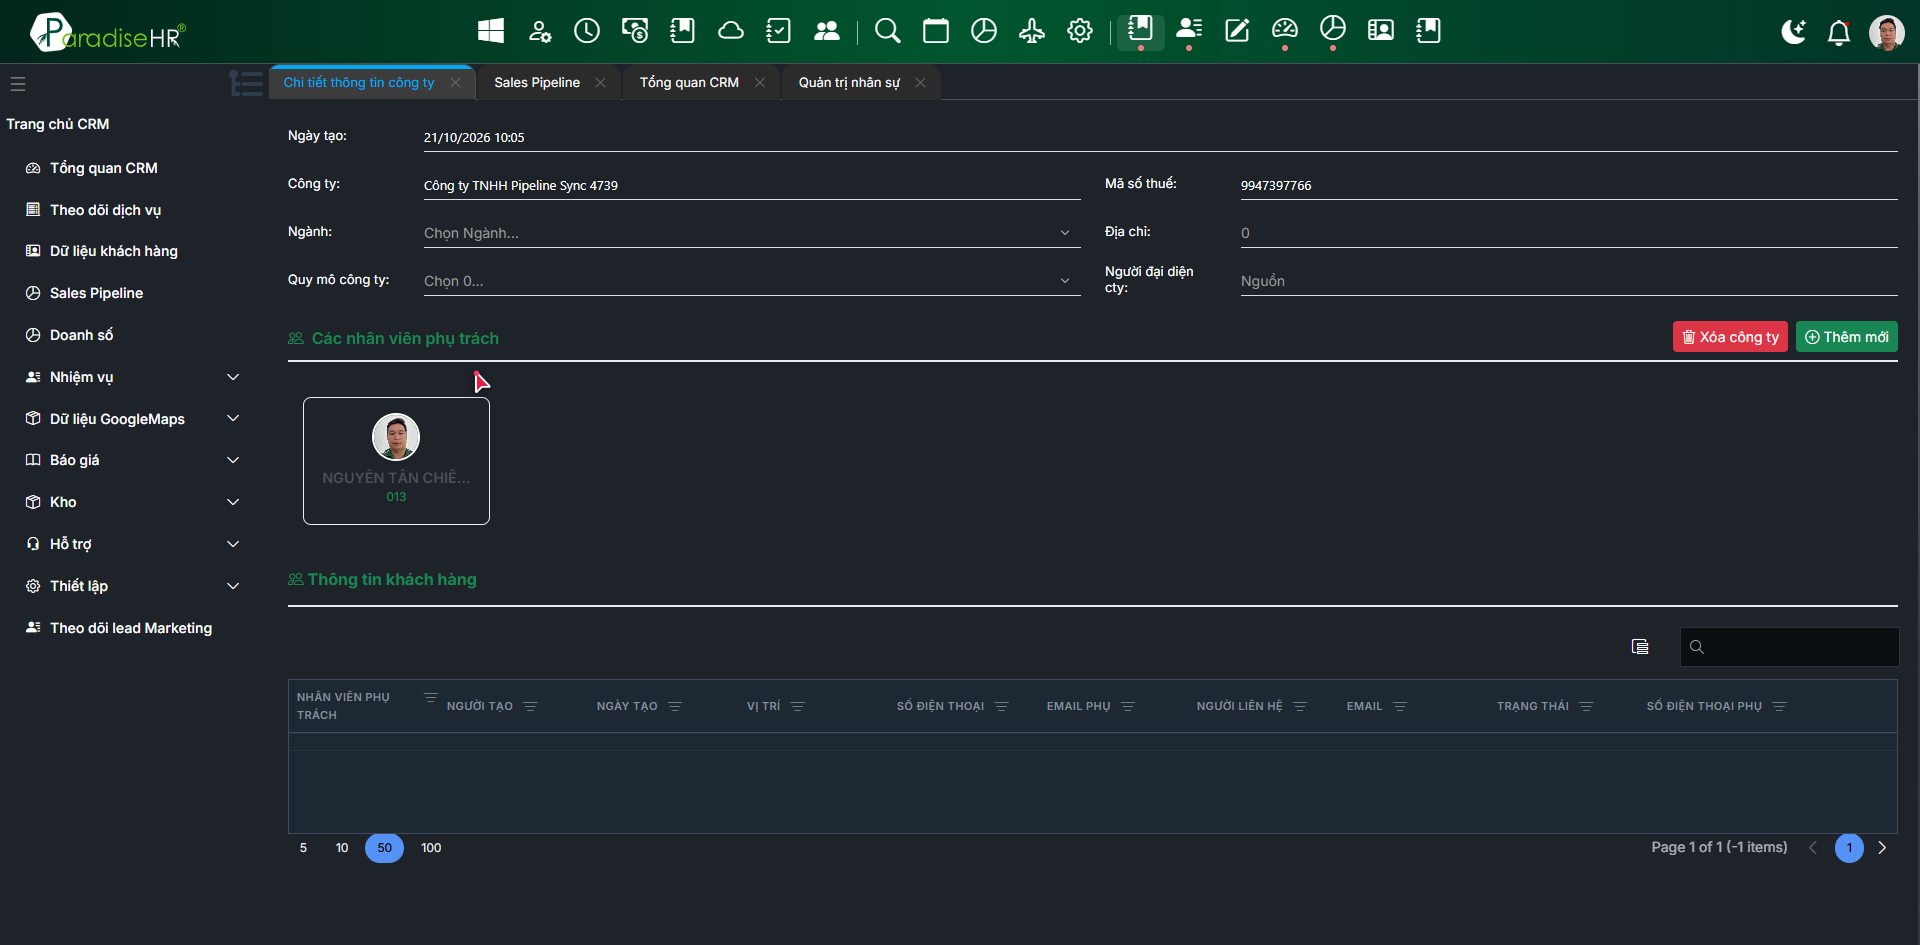 ParadiseHR®
Chi tiết thông tin công ty
Sales Pipeline
Tổng quan CRM
Quản trị nhân sự
Trang chủ CRM
Tổng quan CRM
Theo dõi dịch vụ
Dữ liệu khách hàng
Sales Pipeline
Doanh số
Nhiệm vụ
Dữ liệu GoogleMaps
Báo giá
Kho
Hỗ trợ
Thiết lập
Theo dõi lead Marketing
Ngày tạo:
21/10/2026 10:05
Công ty:
Công ty TNHH Pipeline Sync 4739
Mã số thuế:
9947397766
Ngành:
Chọn Ngành...
Địa chỉ:
0
Quy mô công ty:
Chọn 0...
Người đại diện
cty:
Nguồn
Các nhân viên phụ trách
Xóa công ty
Thêm mới
NGUYỄN TẤN CHIẾ...
013
Thông tin khách hàng
NHÂN VIÊN PHỤ
TRÁCH
NGƯỜI TẠO
NGÀY TẠO
VỊ TRÍ
SỐ ĐIỆN THOẠI
EMAIL PHỤ
NGƯỜI LIÊN HỆ
EMAIL
TRẠNG THÁI
SỐ ĐIỆN THOẠI PHỤ
5
10
50
100
Page 1 of 1 (-1 items)
1